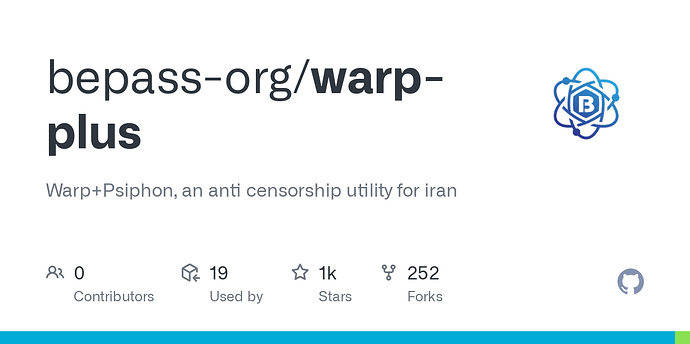 bepass-org/warp-
plus
Warp+Psiphon, an anti censorship utility for iran
0 19 1k 252
Contributors Used by Stars Forks
B